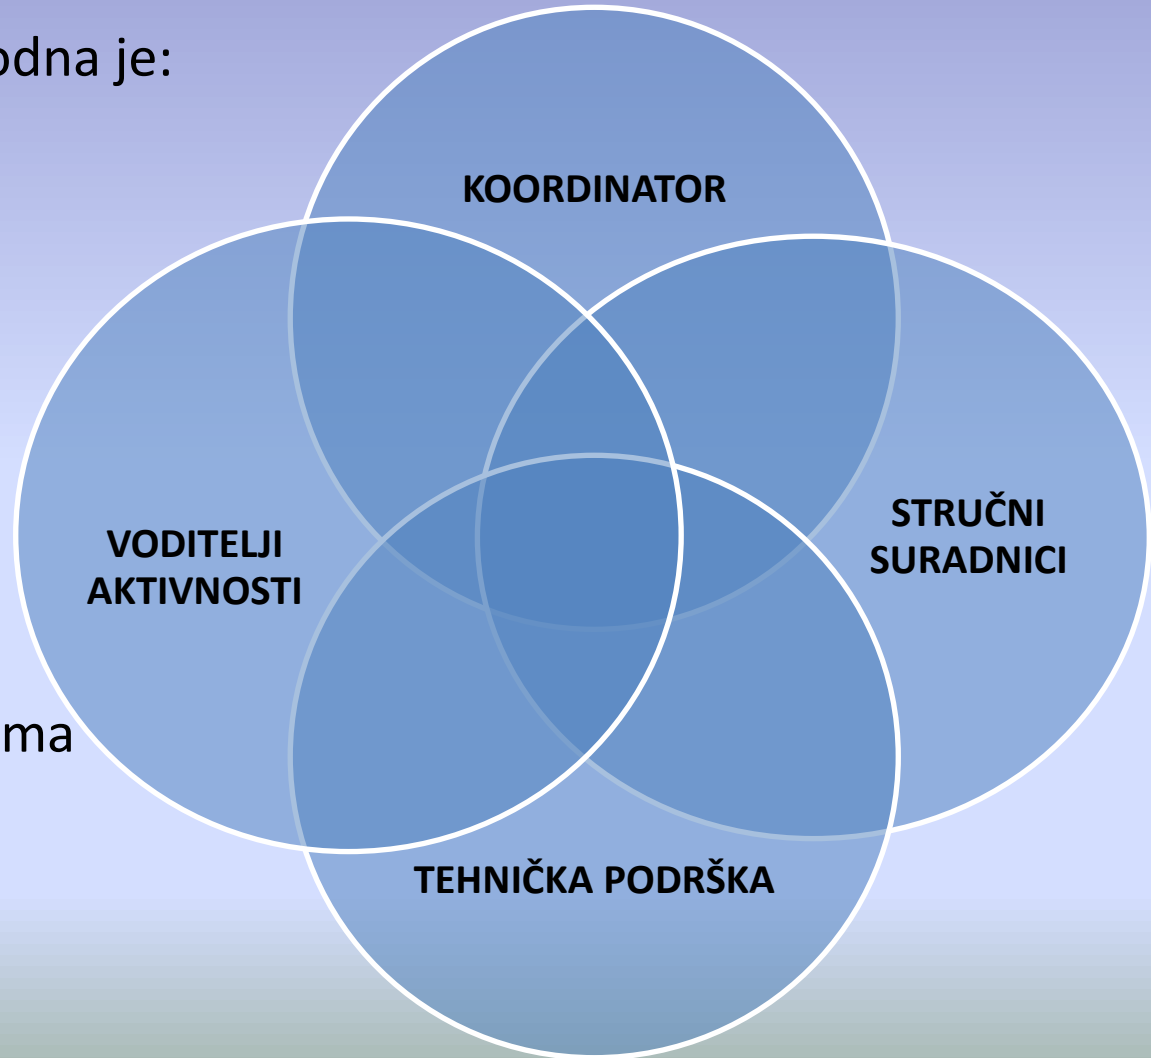 odna je:
KOORDINATOR
STRUČNI
SURADNICI
VODITELJI
AKTIVNOSTI
ma
TEHNIČKA PODRŠKA